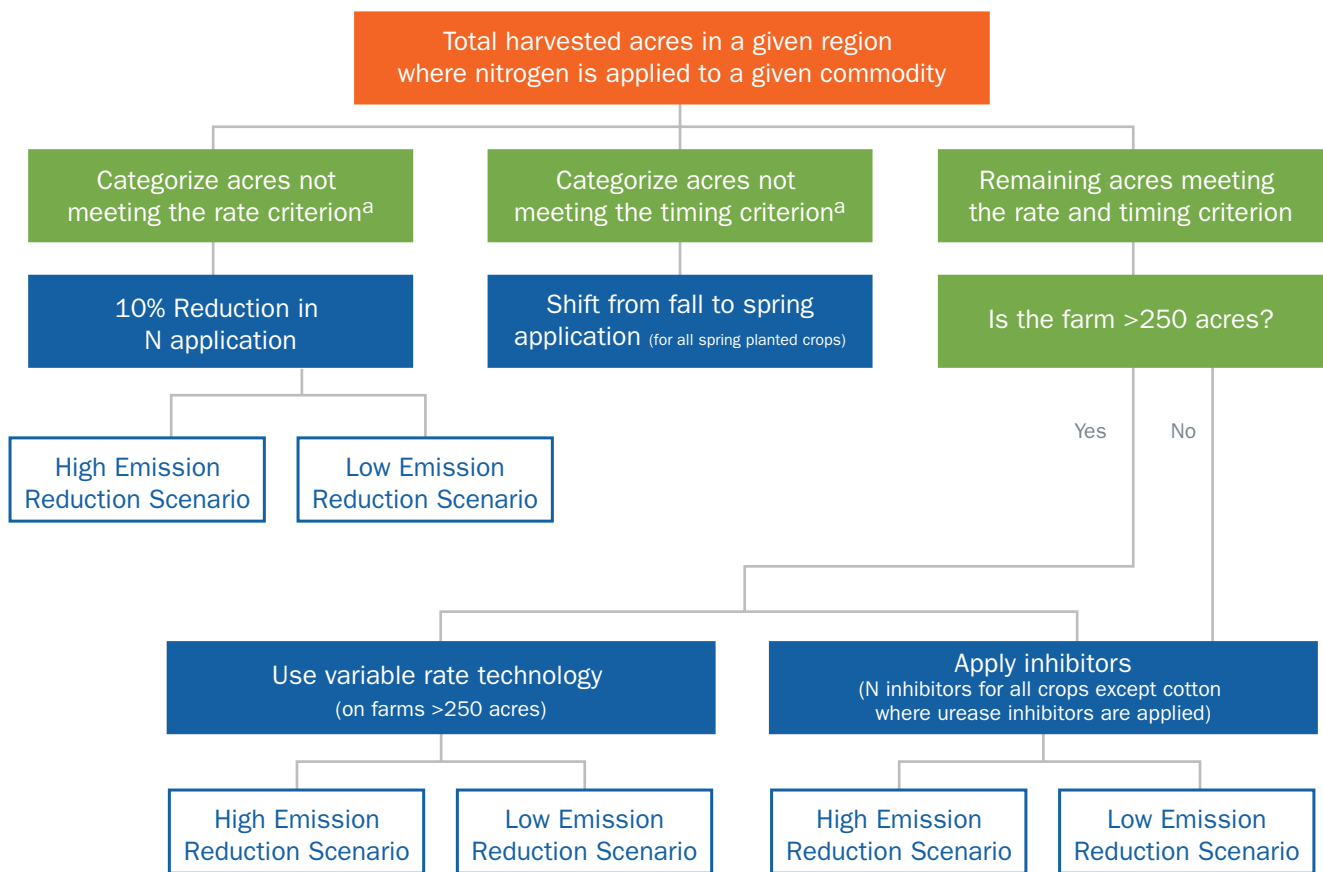 Total harvested acres in a given region
where nitrogen is applied to a given commodity
Categorize acres not
meeting the rate criterionᵃ
Categorize acres not
meeting the timing criterionᵃ
Remaining acres meeting
the rate and timing criterion
10% Reduction in
N application
Shift from fall to spring
application (for all spring planted crops)
Is the farm >250 acres?
Yes
No
High Emission
Reduction Scenario
Low Emission
Reduction Scenario
Use variable rate technology
(on farms >250 acres)
Apply inhibitors
(N inhibitors for all crops except cotton
where urease inhibitors are applied)
High Emission
Reduction Scenario
Low Emission
Reduction Scenario
High Emission
Reduction Scenario
Low Emission
Reduction Scenario